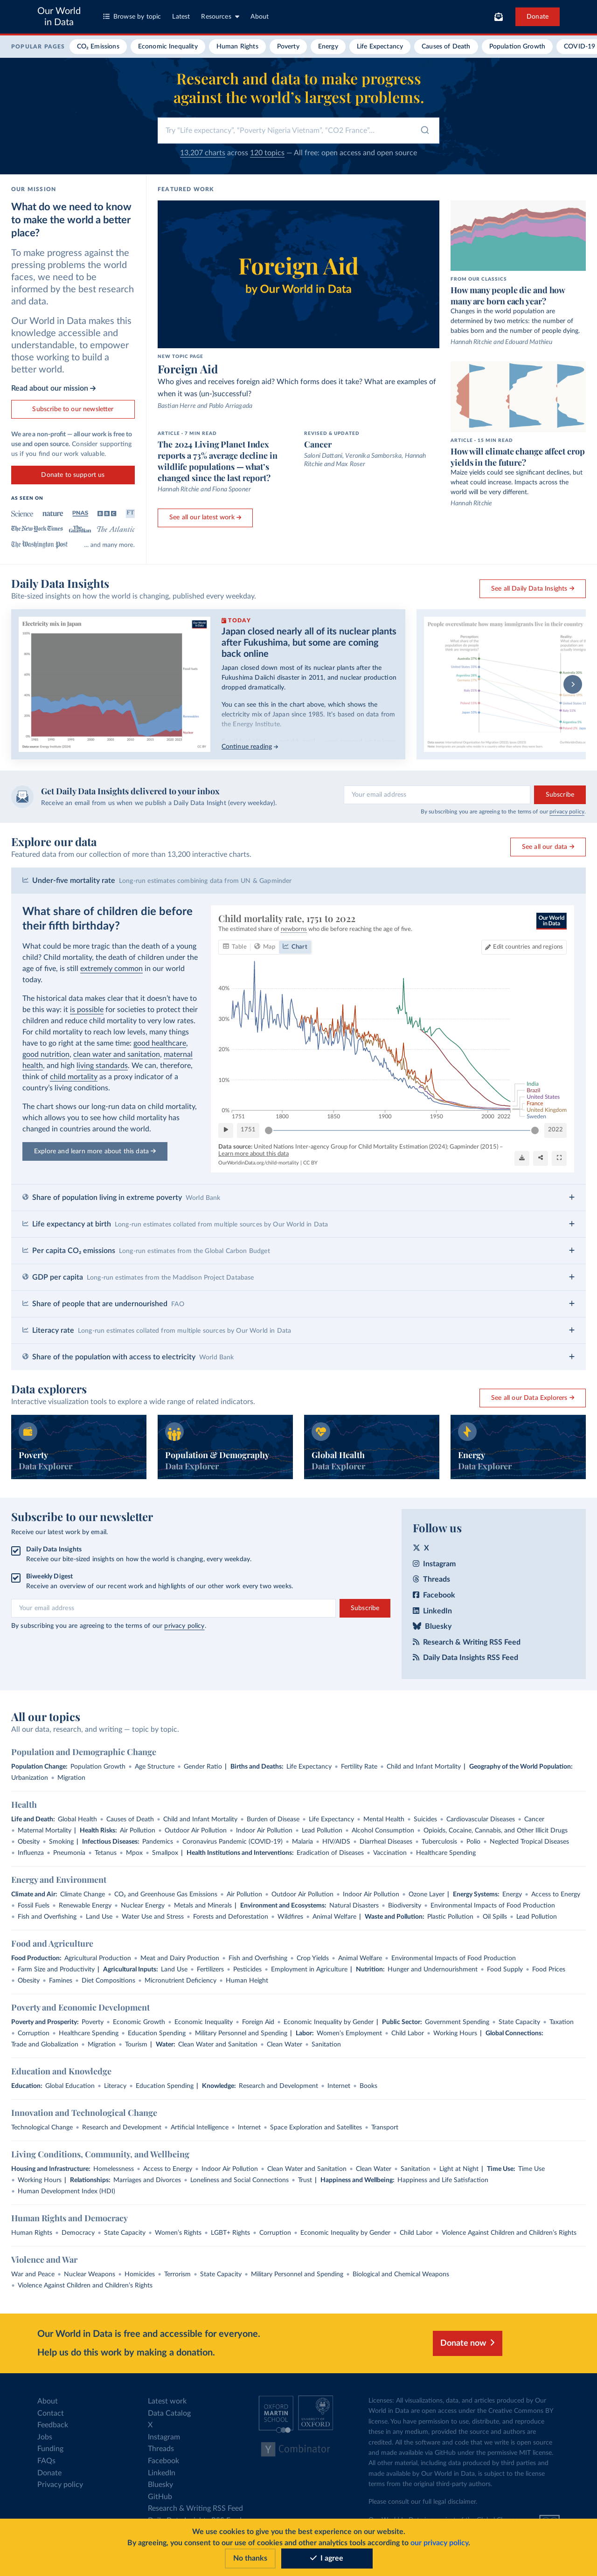 Our World
in Data
Browse by topic
Latest
Resources
About
Donate
POPULAR PAGES
CO₂ Emissions
Economic Inequality
Human Rights
Poverty
Energy
Life Expectancy
Causes of Death
Population Growth
COVID-19
Research and data to make progress
against the world’s largest problems.
Try "Life expectancy", "Poverty Nigeria Vietnam", "CO2 France"...
13,207 charts across 120 topics — All free: open access and open source
OUR MISSION
What do we need to know
to make the world a better
place?
To make progress against the
pressing problems the world
faces, we need to be
informed by the best research
and data.
Our World in Data makes this
knowledge accessible and
understandable, to empower
those working to build a
better world.
Read about our mission →
Subscribe to our newsletter
We are a non-profit — all our work is free to
use and open source. Consider supporting
us if you find our work valuable.
Donate to support us
AS SEEN ON
Science
nature
PNAS
BBC
FT
The New York Times
The Guardian
The Atlantic
The Washington Post
... and many more.
FEATURED WORK
Foreign Aid
by Our World in Data
NEW TOPIC PAGE
Foreign Aid
Who gives and receives foreign aid? Which forms does it take? What are examples of
when it was (un-)successful?
Bastian Herre and Pablo Arriagada
ARTICLE - 7 MIN READ
The 2024 Living Planet Index
reports a 73% average decline in
wildlife populations — what’s
changed since the last report?
Hannah Ritchie and Fiona Spooner
REVISED & UPDATED
Cancer
Saloni Dattani, Veronika Samborska, Hannah
Ritchie and Max Roser
See all our latest work →
FROM OUR CLASSICS
How many people die and how
many are born each year?
Changes in the world population are
determined by two metrics: the number of
babies born and the number of people dying.
Hannah Ritchie and Edouard Mathieu
ARTICLE - 15 MIN READ
How will climate change affect crop
yields in the future?
Maize yields could see significant declines, but
wheat could increase. Impacts across the
world will be very different.
Hannah Ritchie
Daily Data Insights
Bite-sized insights on how the world is changing, published every weekday.
See all Daily Data Insights →
Electricity mix in Japan
TODAY
Japan closed nearly all of its nuclear plants
after Fukushima, but some are coming
back online
Japan closed down most of its nuclear plants after the
Fukushima Daiichi disaster in 2011, and nuclear production
dropped dramatically.
You can see this in the chart above, which shows the
electricity mix of Japan since 1985. It’s based on data from
the Energy Institute.
Continue reading →
People overestimate how many immigrants live in their country
Get Daily Data Insights delivered to your inbox
Receive an email from us when we publish a Daily Data Insight (every weekday).
Your email address
Subscribe
By subscribing you are agreeing to the terms of our privacy policy.
Explore our data
Featured data from our collection of more than 13,200 interactive charts.
See all our data →
Under-five mortality rate Long-run estimates combining data from UN & Gapminder
What share of children die before
their fifth birthday?
What could be more tragic than the death of a young
child? Child mortality, the death of children under the
age of five, is still extremely common in our world
today.
The historical data makes clear that it doesn’t have to
be this way: it is possible for societies to protect their
children and reduce child mortality to very low rates.
For child mortality to reach low levels, many things
have to go right at the same time: good healthcare,
good nutrition, clean water and sanitation, maternal
health, and high living standards. We can, therefore,
think of child mortality as a proxy indicator of a
country’s living conditions.
The chart shows our long-run data on child mortality,
which allows you to see how child mortality has
changed in countries around the world.
Explore and learn more about this data →
Child mortality rate, 1751 to 2022
The estimated share of newborns who die before reaching the age of five.
Our World
in Data
Table
Map
Chart
Edit countries and regions
40%
30%
20%
10%
0%
1751
1800
1850
1900
1950
2000
2022
India
Brazil
United States
France
United Kingdom
Sweden
1751
2022
Data source: United Nations Inter-agency Group for Child Mortality Estimation (2024); Gapminder (2015) –
Learn more about this data
OurWorldinData.org/child-mortality | CC BY
Share of population living in extreme poverty World Bank
Life expectancy at birth Long-run estimates collated from multiple sources by Our World in Data
Per capita CO₂ emissions Long-run estimates from the Global Carbon Budget
GDP per capita Long-run estimates from the Maddison Project Database
Share of people that are undernourished FAO
Literacy rate Long-run estimates collated from multiple sources by Our World in Data
Share of the population with access to electricity World Bank
Data explorers
Interactive visualization tools to explore a wide range of related indicators.
See all our Data Explorers →
Poverty
Data Explorer
Population & Demography
Data Explorer
Global Health
Data Explorer
Energy
Data Explorer
Subscribe to our newsletter
Receive our latest work by email.
Daily Data Insights
Receive our bite-sized insights on how the world is changing, every weekday.
Biweekly Digest
Receive an overview of our recent work and highlights of our other work every two weeks.
Your email address
Subscribe
By subscribing you are agreeing to the terms of our privacy policy.
Follow us
X
Instagram
Threads
Facebook
LinkedIn
Bluesky
Research & Writing RSS Feed
Daily Data Insights RSS Feed
All our topics
All our data, research, and writing — topic by topic.
Population and Demographic Change
Population Change: Population Growth • Age Structure • Gender Ratio | Births and Deaths: Life Expectancy • Fertility Rate • Child and Infant Mortality | Geography of the World Population:
Urbanization • Migration
Health
Life and Death: Global Health • Causes of Death • Child and Infant Mortality • Burden of Disease • Life Expectancy • Mental Health • Suicides • Cardiovascular Diseases • Cancer
• Maternal Mortality | Health Risks: Air Pollution • Outdoor Air Pollution • Indoor Air Pollution • Lead Pollution • Alcohol Consumption • Opioids, Cocaine, Cannabis, and Other Illicit Drugs
• Obesity • Smoking | Infectious Diseases: Pandemics • Coronavirus Pandemic (COVID-19) • Malaria • HIV/AIDS • Diarrheal Diseases • Tuberculosis • Polio • Neglected Tropical Diseases
• Influenza • Pneumonia • Tetanus • Mpox • Smallpox | Health Institutions and Interventions: Eradication of Diseases • Vaccination • Healthcare Spending
Energy and Environment
Climate and Air: Climate Change • CO₂ and Greenhouse Gas Emissions • Air Pollution • Outdoor Air Pollution • Indoor Air Pollution • Ozone Layer | Energy Systems: Energy • Access to Energy
• Fossil Fuels • Renewable Energy • Nuclear Energy • Metals and Minerals | Environment and Ecosystems: Natural Disasters • Biodiversity • Environmental Impacts of Food Production
• Fish and Overfishing • Land Use • Water Use and Stress • Forests and Deforestation • Wildfires • Animal Welfare | Waste and Pollution: Plastic Pollution • Oil Spills • Lead Pollution
Food and Agriculture
Food Production: Agricultural Production • Meat and Dairy Production • Fish and Overfishing • Crop Yields • Animal Welfare • Environmental Impacts of Food Production
• Farm Size and Productivity | Agricultural Inputs: Land Use • Fertilizers • Pesticides • Employment in Agriculture | Nutrition: Hunger and Undernourishment • Food Supply • Food Prices
• Obesity • Famines • Diet Compositions • Micronutrient Deficiency • Human Height
Poverty and Economic Development
Poverty and Prosperity: Poverty • Economic Growth • Economic Inequality • Foreign Aid • Economic Inequality by Gender | Public Sector: Government Spending • State Capacity • Taxation
• Corruption • Healthcare Spending • Education Spending • Military Personnel and Spending | Labor: Women’s Employment • Child Labor • Working Hours | Global Connections:
Trade and Globalization • Migration • Tourism | Water: Clean Water and Sanitation • Clean Water • Sanitation
Education and Knowledge
Education: Global Education • Literacy • Education Spending | Knowledge: Research and Development • Internet • Books
Innovation and Technological Change
Technological Change • Research and Development • Artificial Intelligence • Internet • Space Exploration and Satellites • Transport
Living Conditions, Community, and Wellbeing
Housing and Infrastructure: Homelessness • Access to Energy • Indoor Air Pollution • Clean Water and Sanitation • Clean Water • Sanitation • Light at Night | Time Use: Time Use
• Working Hours | Relationships: Marriages and Divorces • Loneliness and Social Connections • Trust | Happiness and Wellbeing: Happiness and Life Satisfaction
• Human Development Index (HDI)
Human Rights and Democracy
Human Rights • Democracy • State Capacity • Women’s Rights • LGBT+ Rights • Corruption • Economic Inequality by Gender • Child Labor • Violence Against Children and Children’s Rights
Violence and War
War and Peace • Nuclear Weapons • Homicides • Terrorism • State Capacity • Military Personnel and Spending • Biological and Chemical Weapons
• Violence Against Children and Children’s Rights
Our World in Data is free and accessible for everyone.
Help us do this work by making a donation.
Donate now
About
Contact
Feedback
Jobs
Funding
FAQs
Donate
Privacy policy
Latest work
Data Catalog
X
Instagram
Threads
Facebook
LinkedIn
Bluesky
GitHub
Research & Writing RSS Feed
OXFORD
MARTIN
SCHOOL
UNIVERSITY OF
OXFORD
Y Combinator
Licenses: All visualizations, data, and articles produced by Our
World in Data are open access under the Creative Commons BY
license. You have permission to use, distribute, and reproduce
these in any medium, provided the source and authors are
credited. All the software and code that we write is open source
and made available via GitHub under the permissive MIT license.
All other material, including data produced by third parties and
made available by Our World in Data, is subject to the license
terms from the original third-party authors.
Please consult our full legal disclaimer.
We use cookies to give you the best experience on our website.
By agreeing, you consent to our use of cookies and other analytics tools according to our privacy policy.
No thanks
I agree